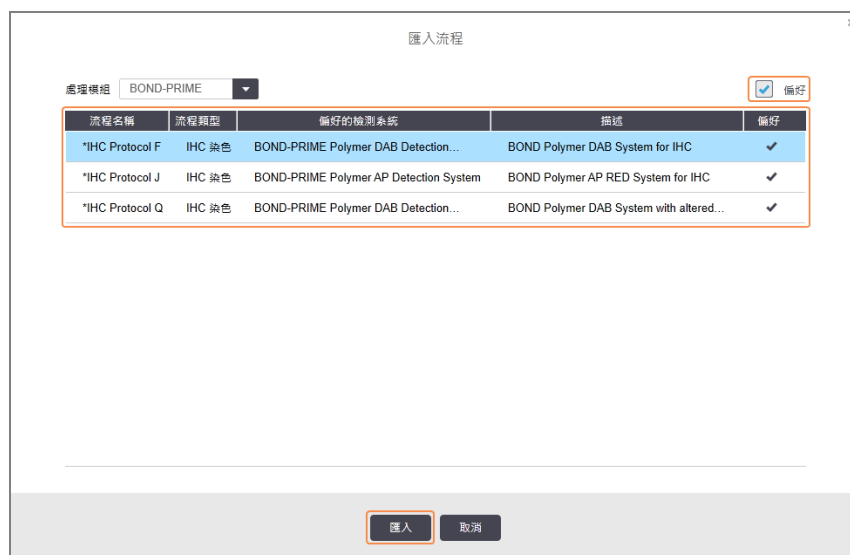 匯入流程
處理模組 BOND-PRIME 偏好
流程名稱 流程類型 偏好的檢測系統 描述 偏好
*IHC Protocol F IHC 染色 BOND-PRIME Polymer DAB Detection... BOND Polymer DAB System for IHC ✔
*IHC Protocol J IHC 染色 BOND-PRIME Polymer AP Detection System BOND Polymer AP RED System for IHC ✔
*IHC Protocol Q IHC 染色 BOND-PRIME Polymer DAB Detection... BOND Polymer DAB System with altered... ✔
匯入 取消